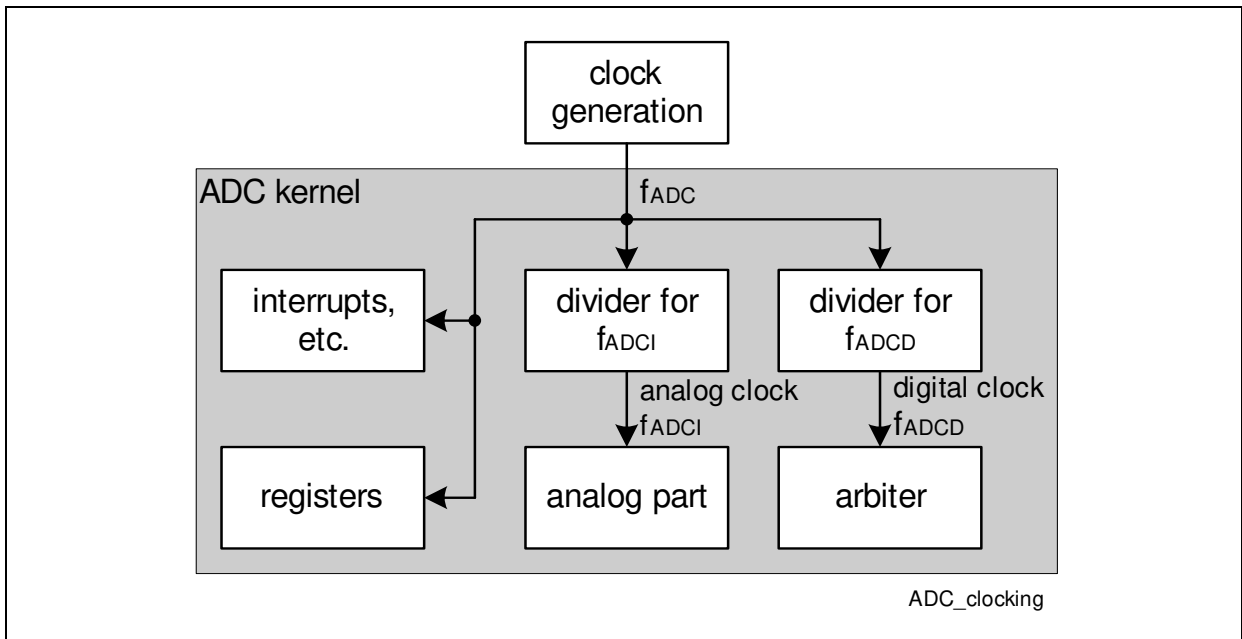 clock
generation
ADC kernel
fADC
interrupts,
etc.
divider for
fADCI
divider for
fADCD
analog clock
fADCI
digital clock
fADCD
registers
analog part
arbiter
ADC_clocking